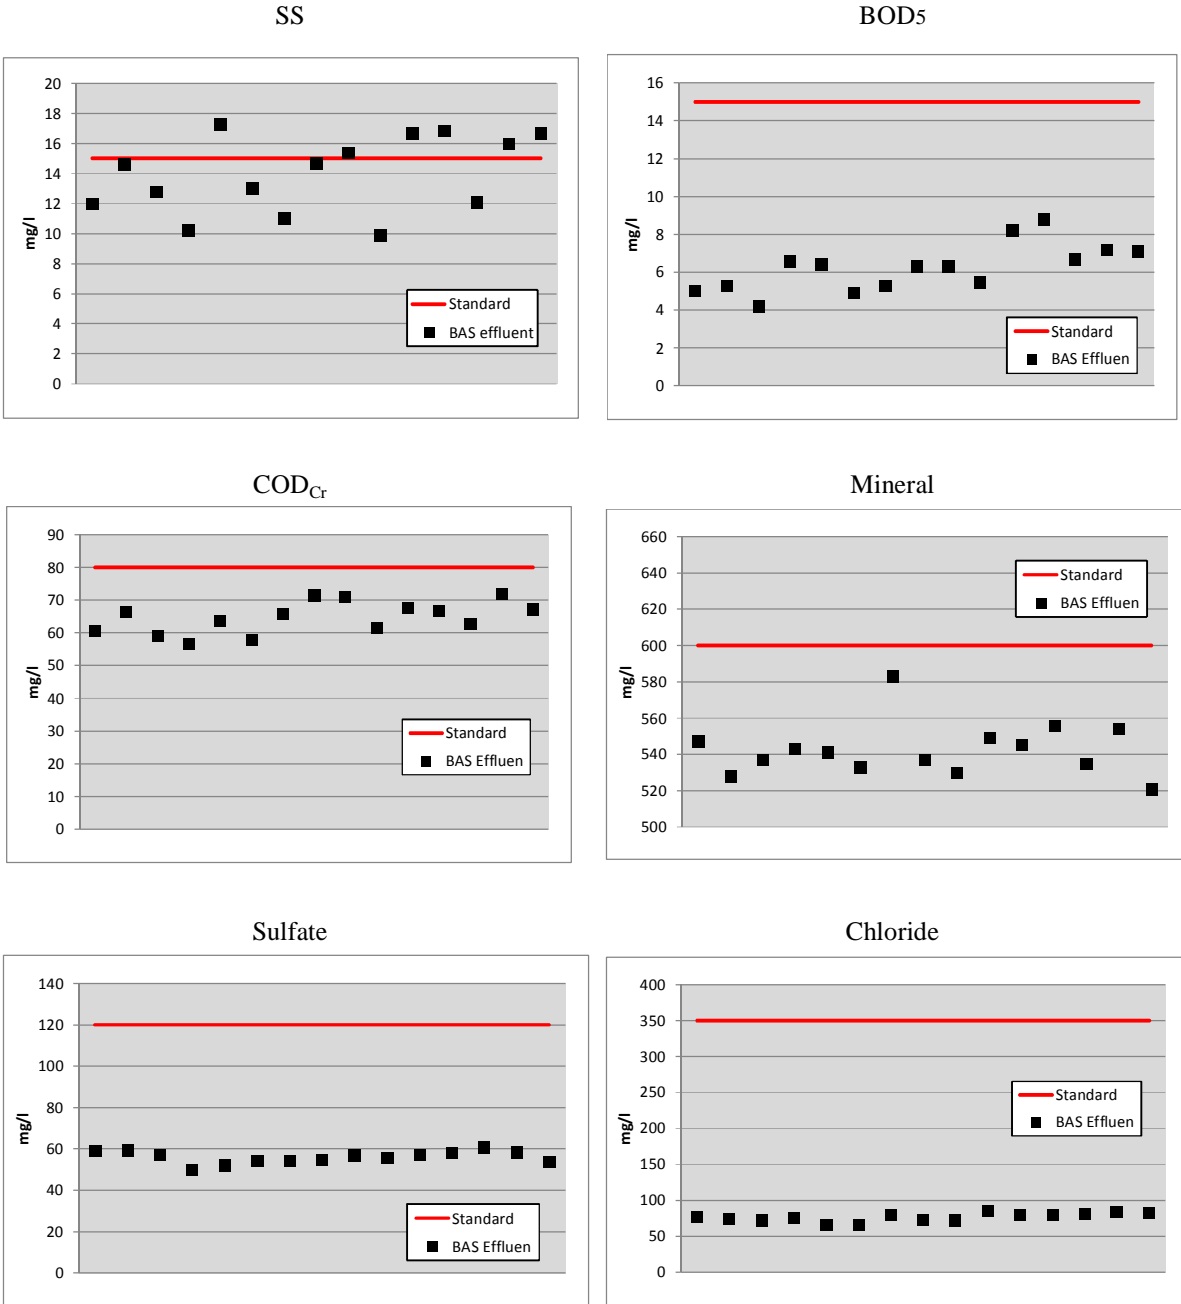 SS
20
18
16
14
12
10
8
6
4
2
0
mg/l
Standard
BAS effluent
BOD5
16
14
12
10
8
6
4
2
0
Standard
BAS Effluen
COD_Cr
90
80
70
60
50
40
30
20
10
0
mg/l
Standard
BAS Effluen
Mineral
660
640
620
600
580
560
540
520
500
mg/l
Standard
BAS Effluen
Sulfate
140
120
100
80
60
40
20
0
mg/l
Standard
BAS Effluen
Chloride
400
350
300
250
200
150
100
50
0
mg/l
Standard
BAS Effluen